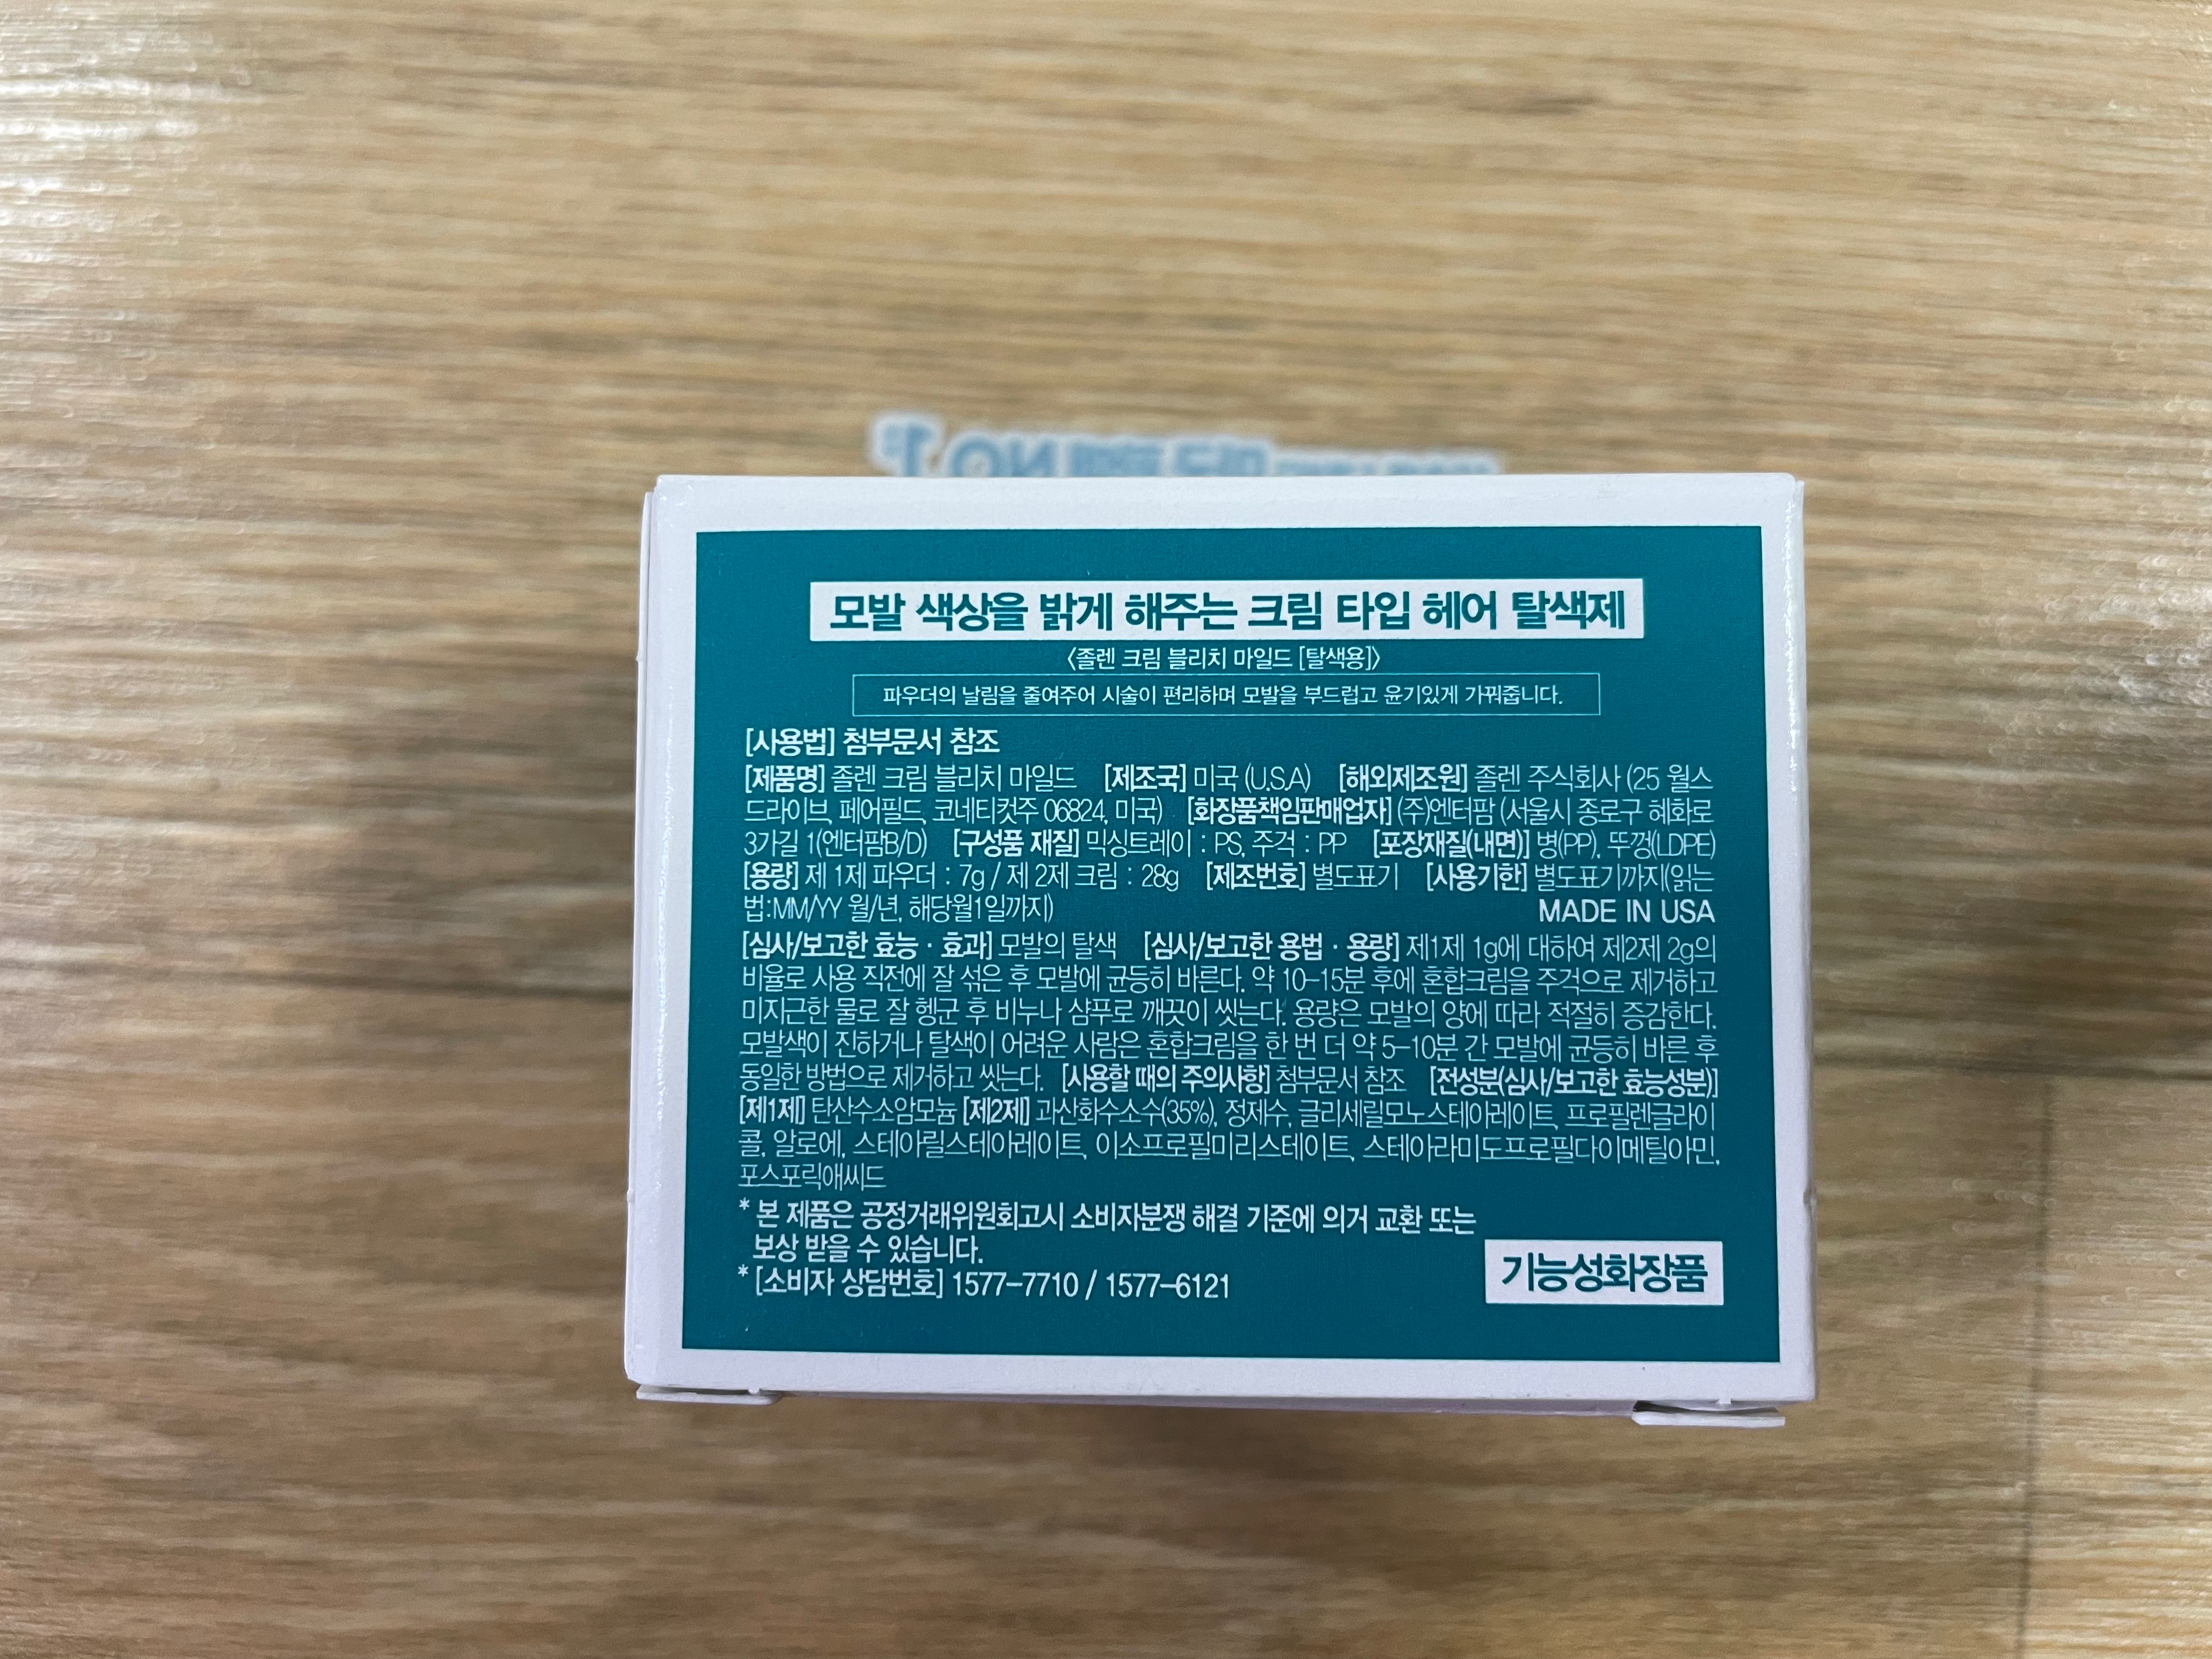 모발 색상을 밝게 해주는 크림 타입 헤어 탈색제
〈졸렌 크림 블리치 마일드 [탈색용]〉
파우더의 날림을 줄여주어 시술이 편리하며 모발을 부드럽고 윤기있게 가꿔줍니다.
[사용법] 첨부문서 참조
[제품명] 졸렌 크림 블리치 마일드 [제조국] 미국 (U.S.A) [해외제조원] 졸렌 주식회사 (25 월스
드라이브, 페어필드, 코네티컷주 06824, 미국) [화장품책임판매업자] (주)엔터팜 (서울시 종로구 혜화로
3가길 1(엔터팜B/D) [구성품 재질] 믹싱트레이 : PS, 주걱 : PP [포장재질(내면)] 병(PP), 뚜껑(LDPE)
[용량] 제 1제 파우더 : 7g / 제 2제 크림 : 28g [제조번호] 별도표기 [사용기한] 별도표기까지(읽는
법:MM/YY 월/년, 해당월1일까지) MADE IN USA
[심사/보고한 효능 · 효과] 모발의 탈색 [심사/보고한 용법 · 용량] 제1제 1g에 대하여 제2제 2g의
비율로 사용 직전에 잘 섞은 후 모발에 균등히 바른다. 약 10-15분 후에 혼합크림을 주걱으로 제거하고
미지근한 물로 잘 헹군 후 비누나 샴푸로 깨끗이 씻는다. 용량은 모발의 양에 따라 적절히 증감한다.
모발색이 진하거나 탈색이 어려운 사람은 혼합크림을 한 번 더 약 5-10분 간 모발에 균등히 바른 후
동일한 방법으로 제거하고 씻는다. [사용할 때의 주의사항] 첨부문서 참조 [전성분(심사/보고한 효능성분)]
[제1제] 탄산수소암모늄 [제2제] 과산화수소수(35%), 정제수, 글리세릴모노스테아레이트, 프로필렌글라이
콜, 알로에, 스테아릴스테아레이트, 이소프로필미리스테이트, 스테아라미도프로필다이메틸아민,
포스포릭애씨드
* 본 제품은 공정거래위원회고시 소비자분쟁 해결 기준에 의거 교환 또는
보상 받을 수 있습니다.
* [소비자 상담번호] 1577-7710 / 1577-6121
기능성화장품